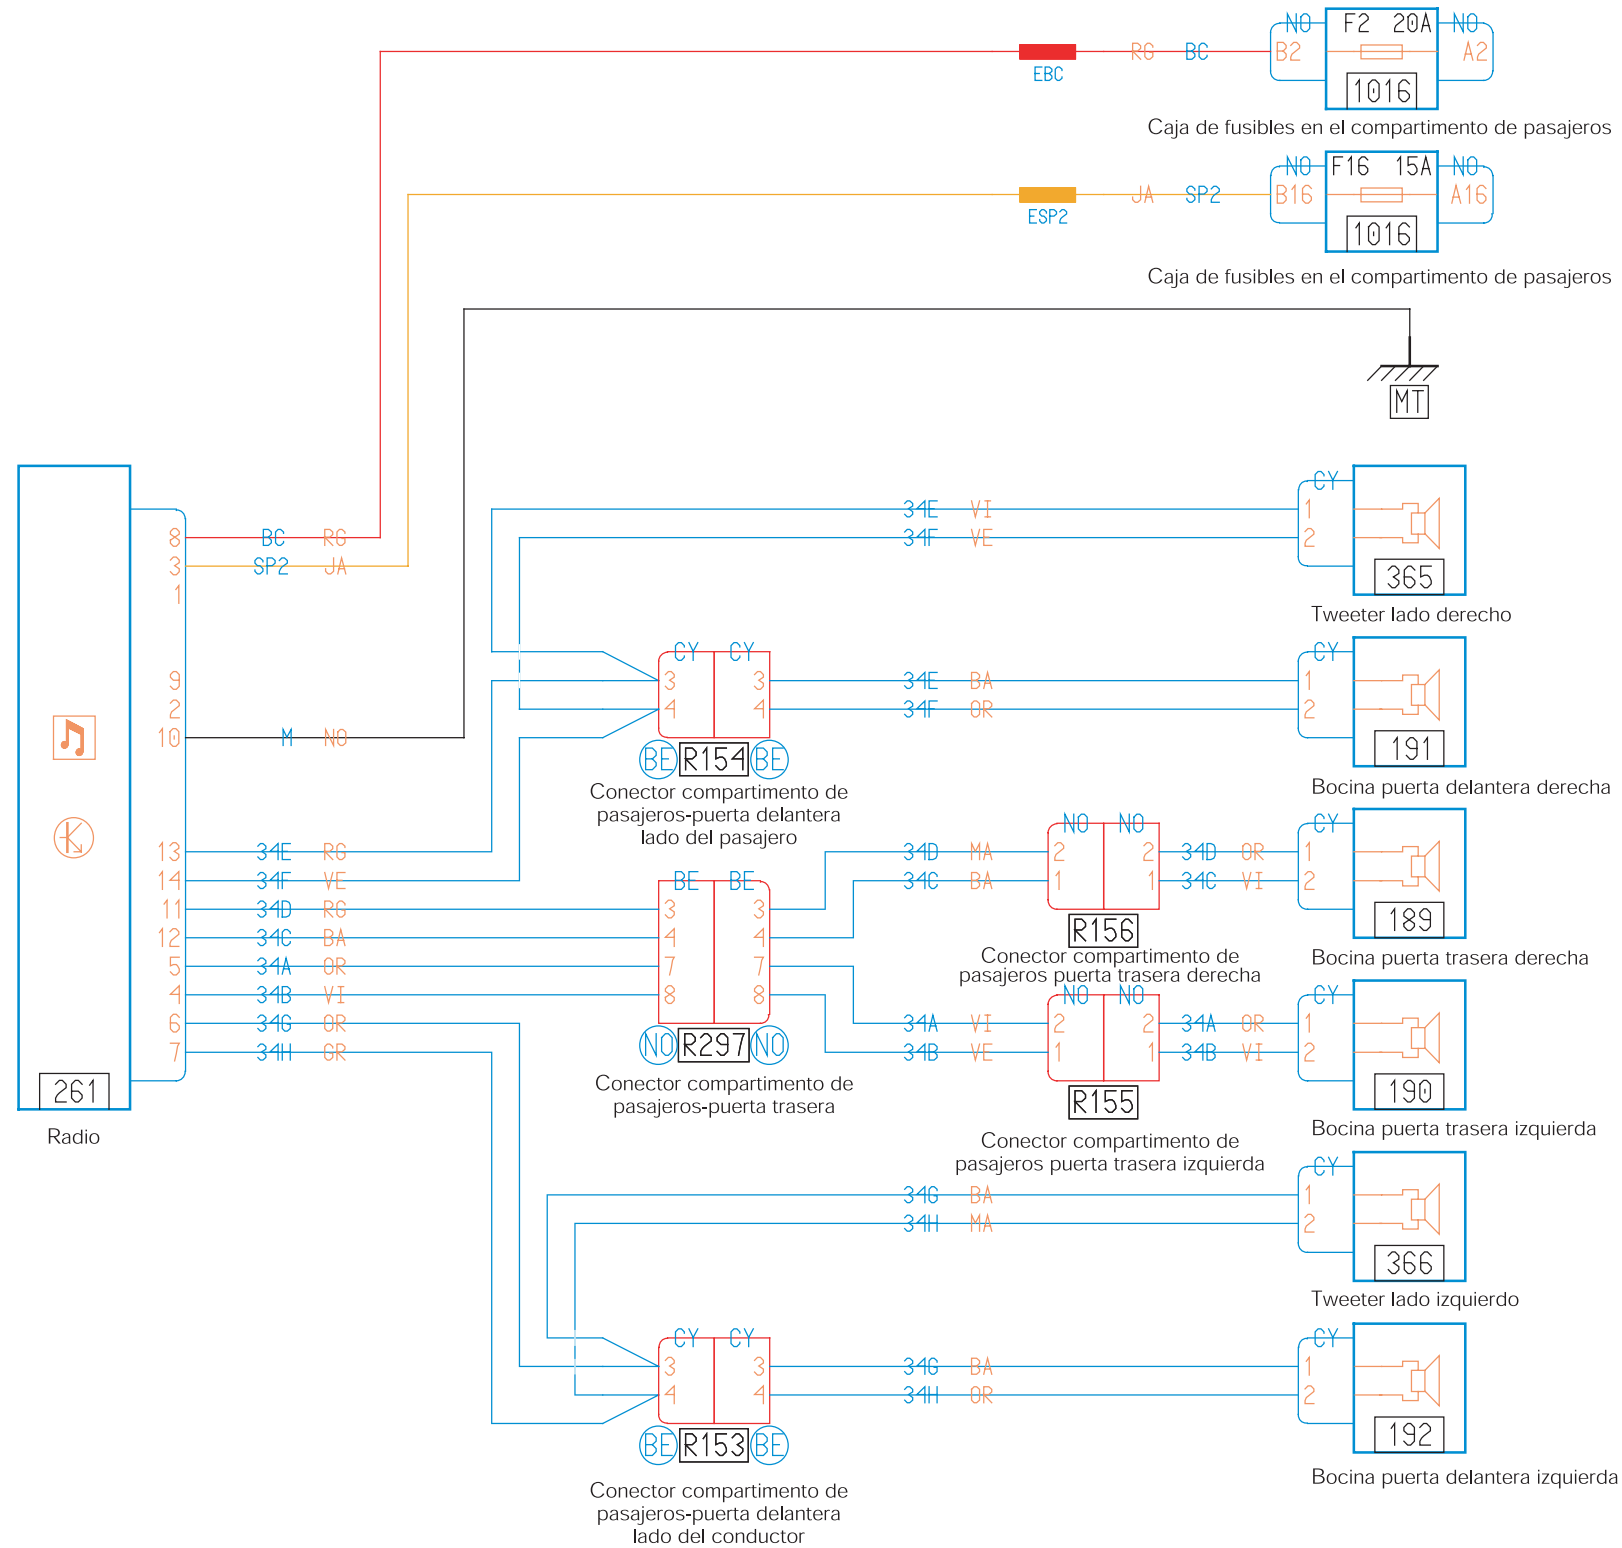 NO F2 20A NO
RG BC B2 A2
EBC
1016
Caja de fusibles en el compartimento de pasajeros
NO F16 15A NO
JA SP2 B16 A16
ESP2
1016
Caja de fusibles en el compartimento de pasajeros
MT
CY
34E VI 1
34F VE 2
365
Tweeter lado derecho
8 BC RG
3 SP2 JA
1
9
2
10 M NO
CY CY
3 3 34E BA 1
4 4 34F OR 2
CY
191
Bocina puerta delantera derecha
BE R154 BE
Conector compartimento de
pasajeros-puerta delantera
lado del pasajero
13 34E RG
14 34F VE
11 34D RG
12 34C BA
5 34A OR
4 34B VI
6 34G OR
7 34H GR
261
Radio
BE BE
3 3
4 4
7 7
8 8
NO R297 NO
Conector compartimento de
pasajeros-puerta trasera
NO NO CY
34D MA 2 2 34D OR 1
34C BA 1 1 34C VI 2
R156
189
Conector compartimento de
pasajeros puerta trasera derecha
Bocina puerta trasera derecha
NO NO CY
34A VI 2 2 34A OR 1
34B VE 1 1 34B VI 2
R155
190
Conector compartimento de
pasajeros puerta trasera izquierda
Bocina puerta trasera izquierda
CY
34G BA 1
34H MA 2
366
Tweeter lado izquierdo
CY CY CY
3 3 34G BA 1
4 4 34H OR 2
BE R153 BE
192
Bocina puerta delantera izquierda
Conector compartimento de
pasajeros-puerta delantera
lado del conductor